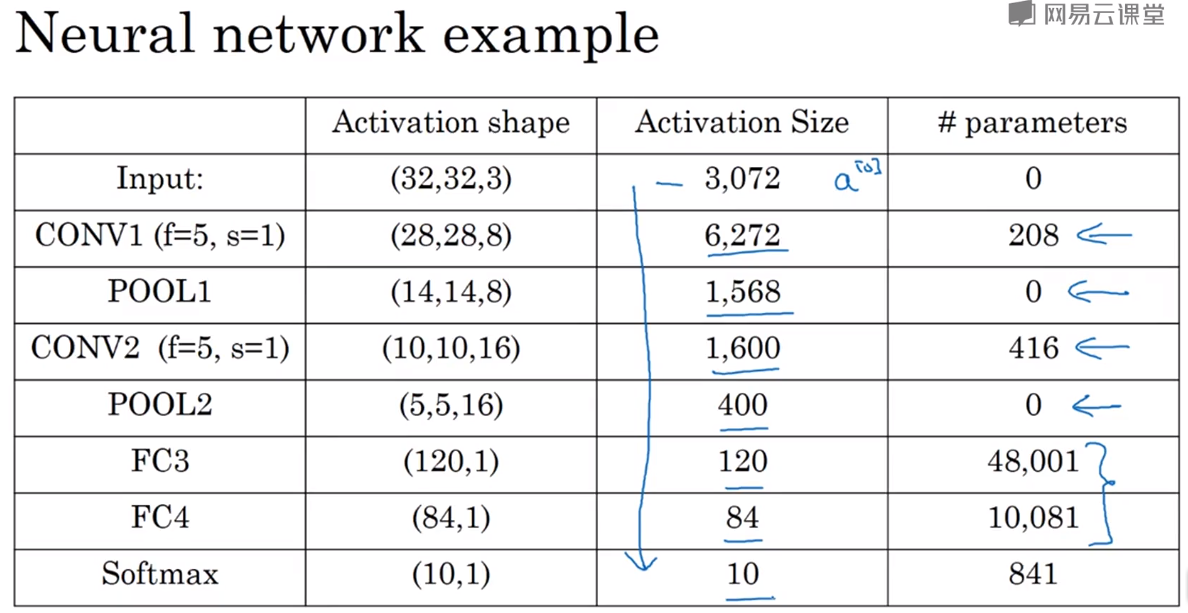 网易云课堂
Neural network example
Activation shape Activation Size # parameters
Input: (32,32,3) 3,072 a[0] 0
CONV1 (f=5, s=1) (28,28,8) 6,272 208
POOL1 (14,14,8) 1,568 0
CONV2 (f=5, s=1) (10,10,16) 1,600 416
POOL2 (5,5,16) 400 0
FC3 (120,1) 120 48,001
FC4 (84,1) 84 10,081
Softmax (10,1) 10 841